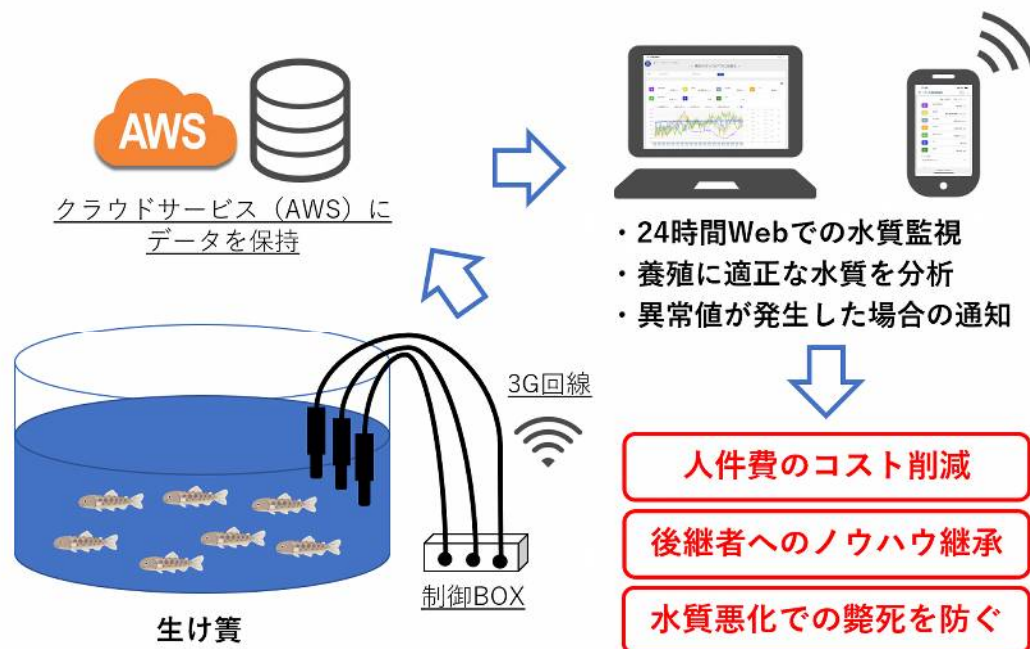 AWS
クラウドサービス（AWS）に
データを保持
・24時間Webでの水質監視
・養殖に適正な水質を分析
・異常値が発生した場合の通知
3G回線
制御BOX
生け簀
人件費のコスト削減
後継者へのノウハウ継承
水質悪化での斃死を防ぐ